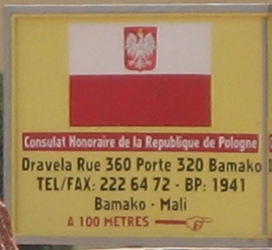 Consulat Honoraire de la Republique de Pologne
Dravela Rue 360 Porte 320 Bamako
TEL/FAX: 222 64 72 - BP: 1941
Bamako - Mali
A 100 METRES